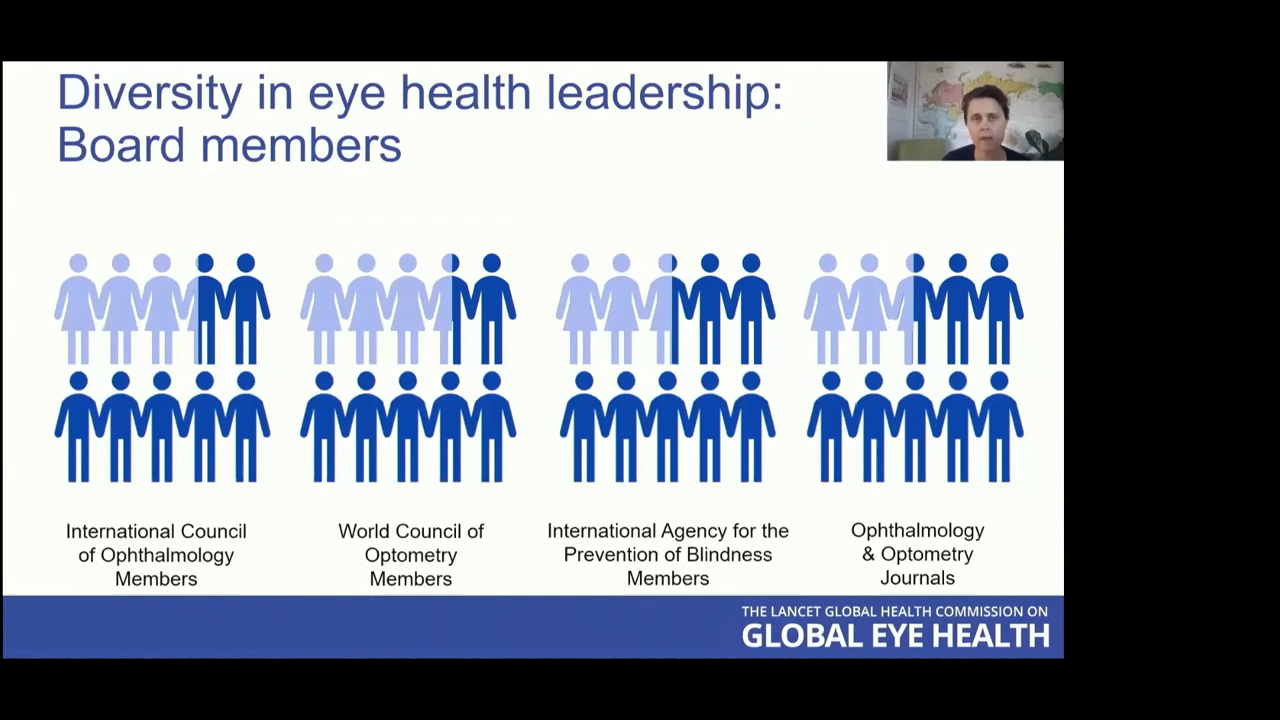 Diversity in eye health leadership:
Board members
International Council
of Ophthalmology
Members
World Council of
Optometry
Members
International Agency for the
Prevention of Blindness
Members
Ophthalmology
& Optometry
Journals
THE LANCET GLOBAL HEALTH COMMISSION ON
GLOBAL EYE HEALTH